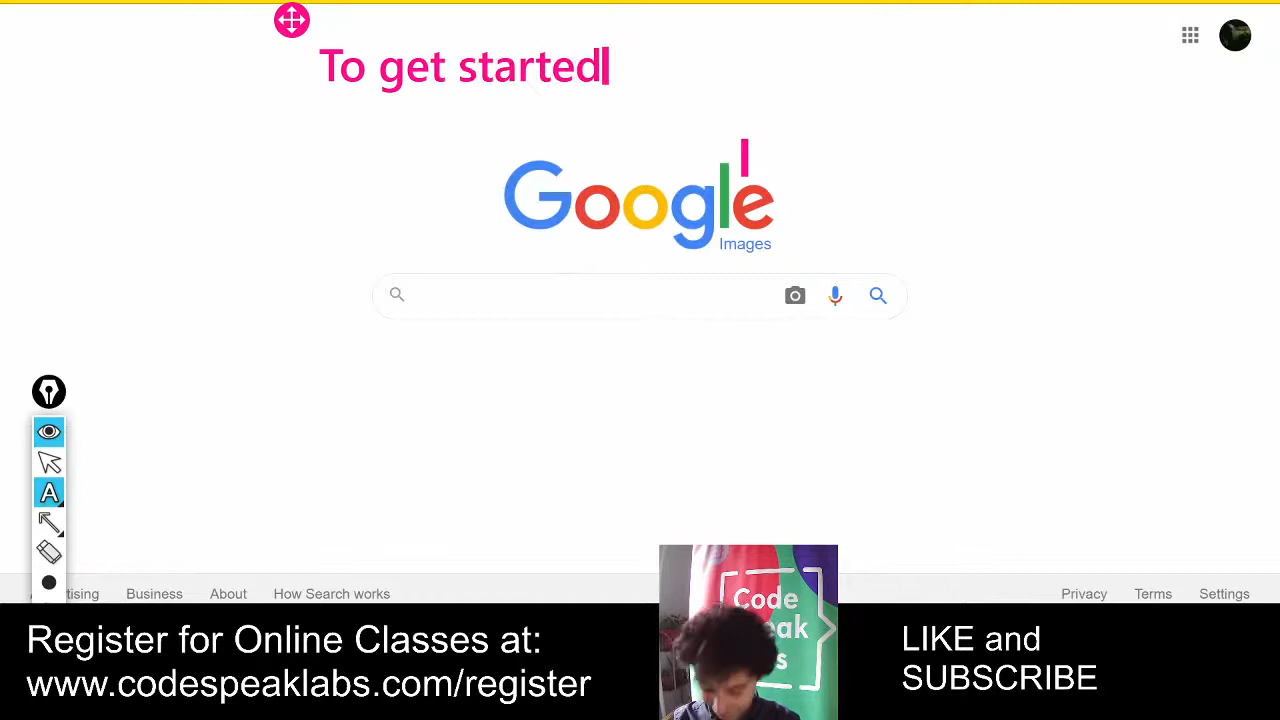 To get started
Google
Images
A
tising Business About How Search works
Privacy Terms Settings
Code
eak
s
Register for Online Classes at:
www.codespeaklabs.com/register
LIKE and
SUBSCRIBE